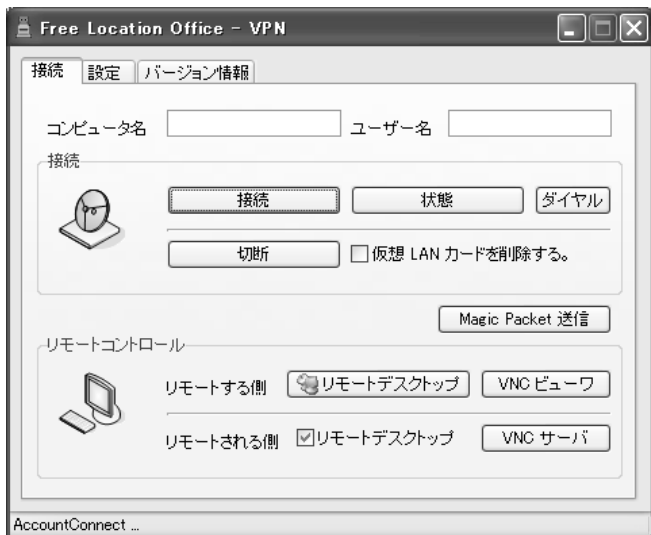 Free Location Office - VPN
接続 設定 バージョン情報
コンピュータ名 ユーザー名
接続
接続 状態 ダイヤル
切断 仮想 LAN カードを削除する。
Magic Packet 送信
リモートコントロール
リモートする側 リモートデスクトップ VNC ビューワ
リモートされる側 リモートデスクトップ VNC サーバ
AccountConnect ...